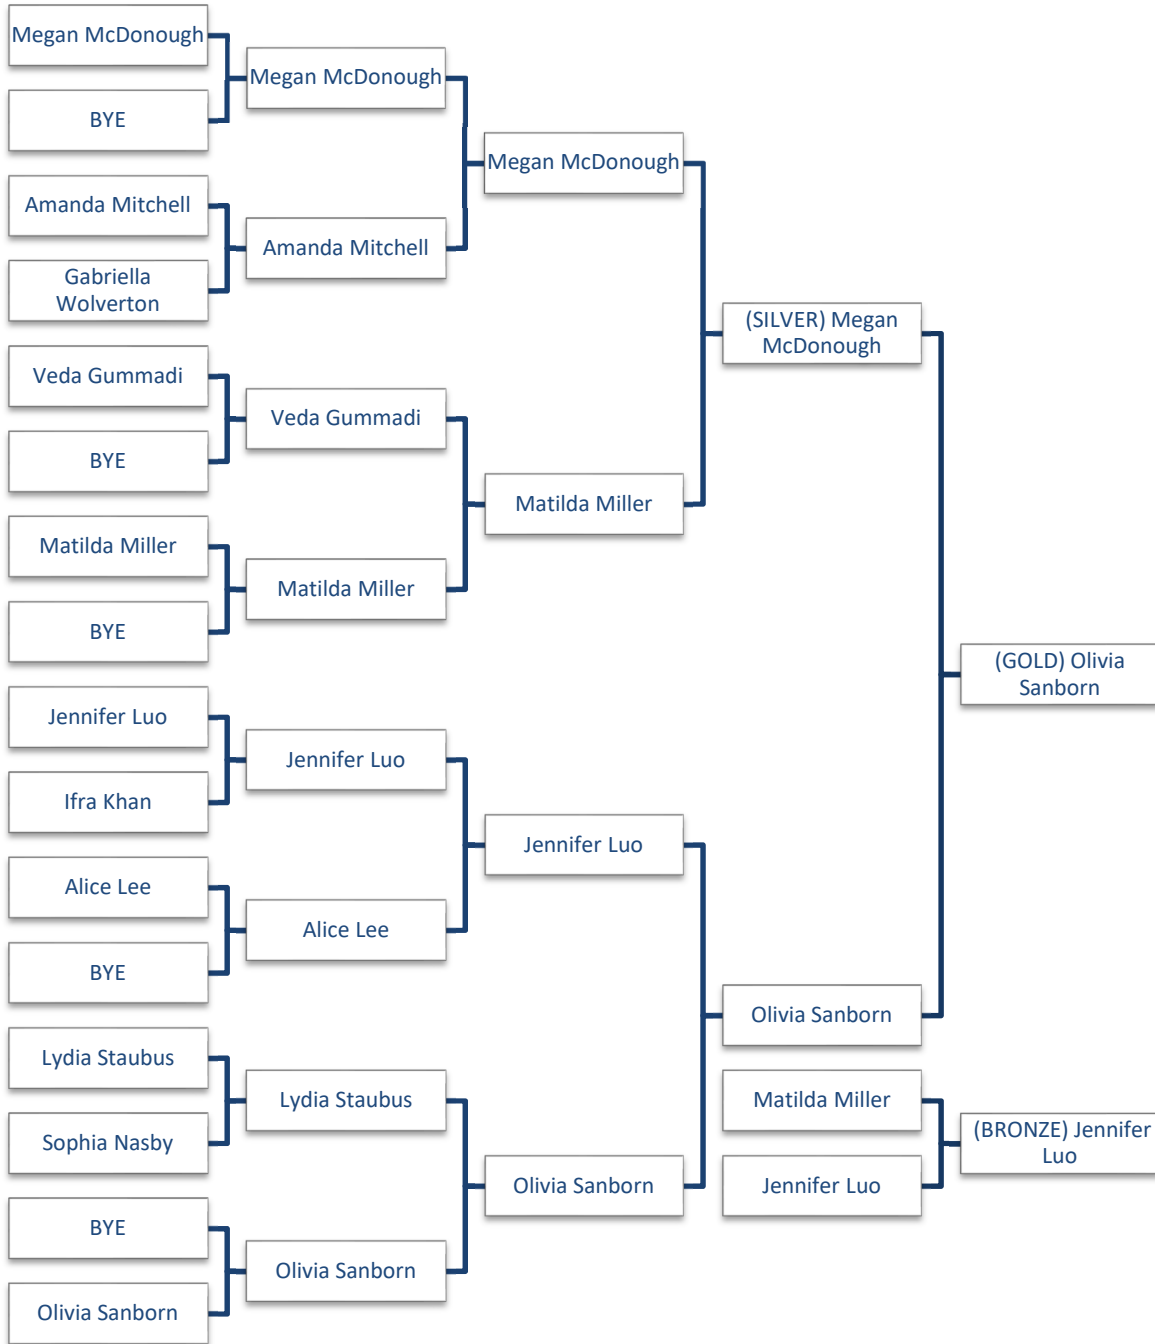 Megan McDonough
BYE
Amanda Mitchell
Gabriella
Wolverton
Veda Gummadi
BYE
Matilda Miller
BYE
Jennifer Luo
Ifra Khan
Alice Lee
BYE
Lydia Staubus
Sophia Nasby
BYE
Olivia Sanborn
Megan McDonough
Amanda Mitchell
Veda Gummadi
Matilda Miller
Jennifer Luo
Alice Lee
Lydia Staubus
Olivia Sanborn
Megan McDonough
Matilda Miller
Jennifer Luo
Olivia Sanborn
(SILVER) Megan
McDonough
Olivia Sanborn
Matilda Miller
Jennifer Luo
(GOLD) Olivia
Sanborn
(BRONZE) Jennifer
Luo